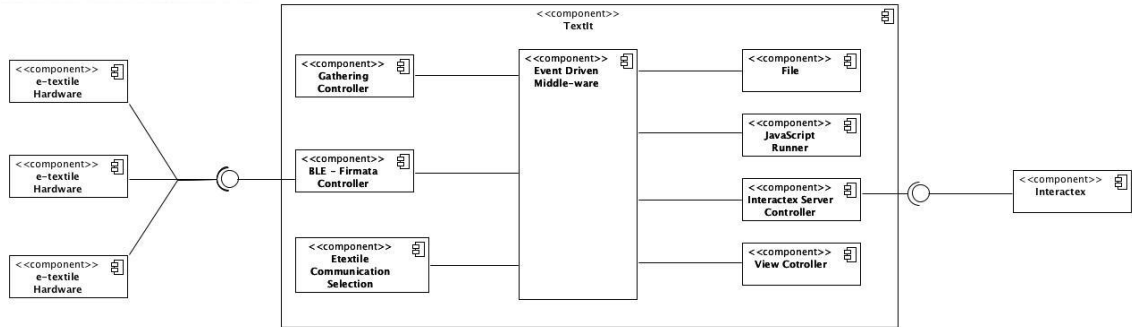 <<component>>
TextIt
<<component>>
e-textile
Hardware
<<component>>
e-textile
Hardware
<<component>>
e-textile
Hardware
<<component>>
Gathering
Controller
<<component>>
BLE - Firmata
Controller
<<component>>
Etextile
Communication
Selection
<<component>>
Event Driven
Middle-ware
<<component>>
File
<<component>>
JavaScript
Runner
<<component>>
Interactex Server
Controller
<<component>>
View Cotroller
<<component>>
Interactex